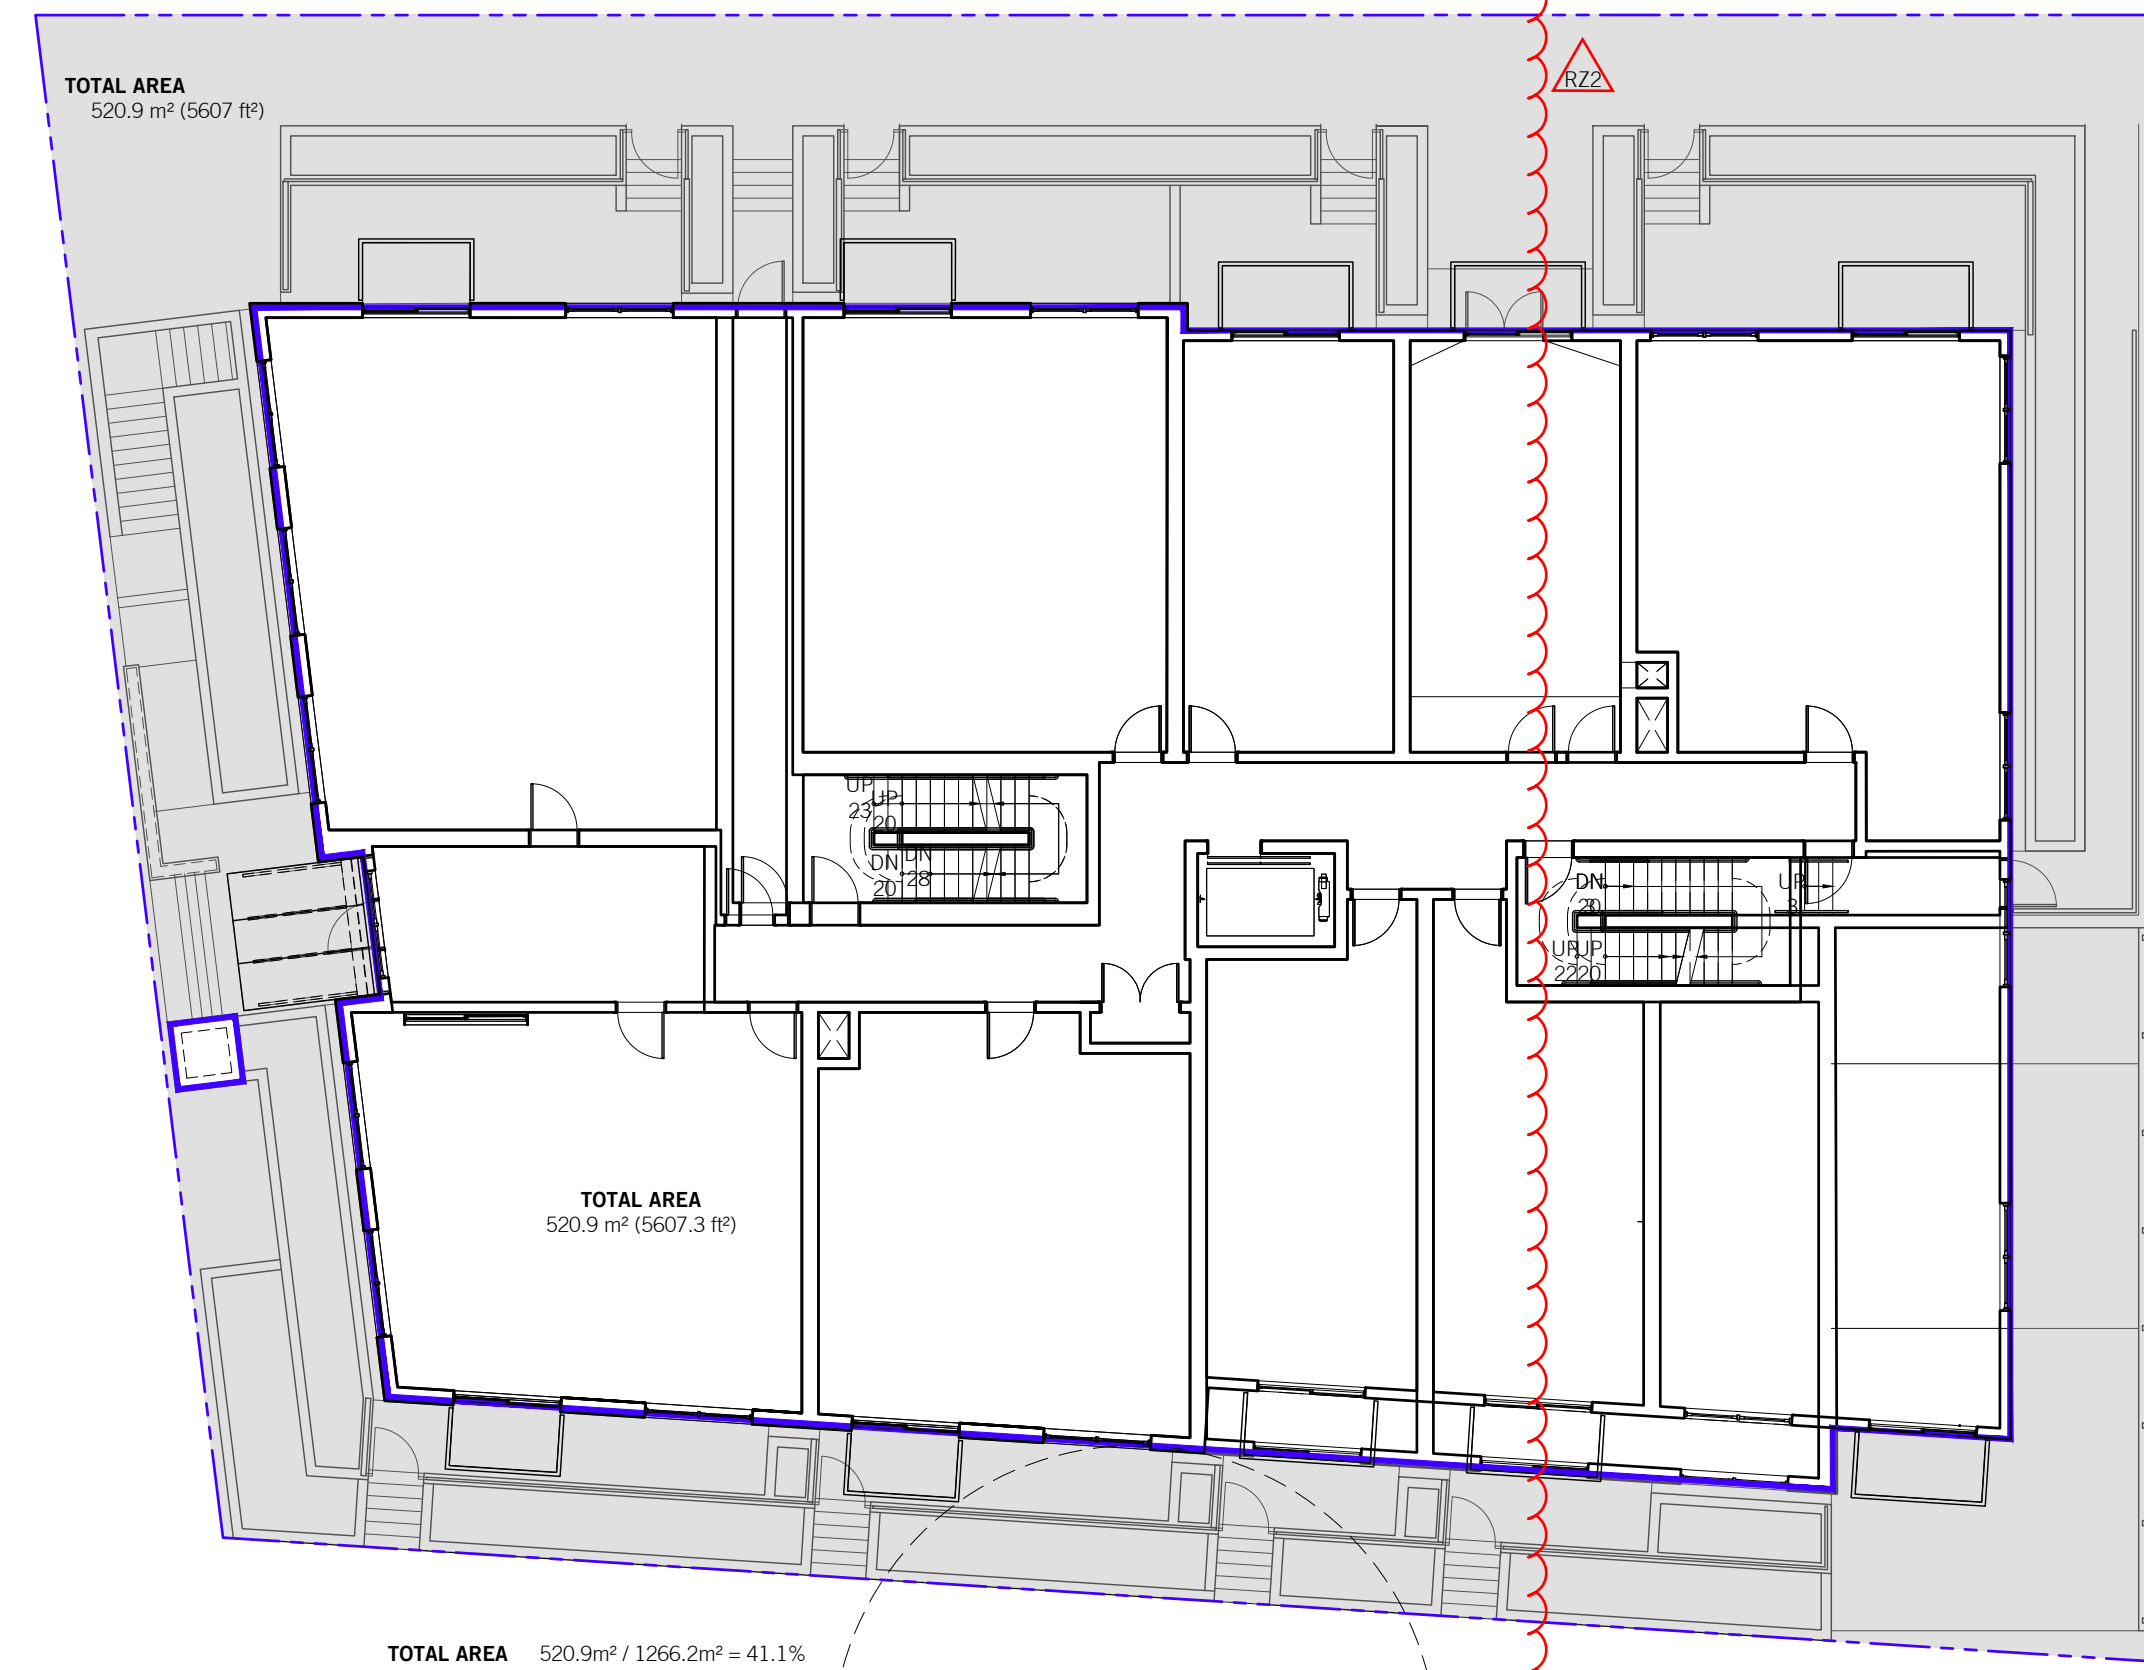 RZ2
TOTAL AREA
520.9 m² (5607 ft²)
UP
23
UP
20
DN
20
DN
28
DN
20
UP
3
UP
22
UP
20
TOTAL AREA
520.9 m² (5607.3 ft²)
TOTAL AREA 520.9m² / 1266.2m² = 41.1%